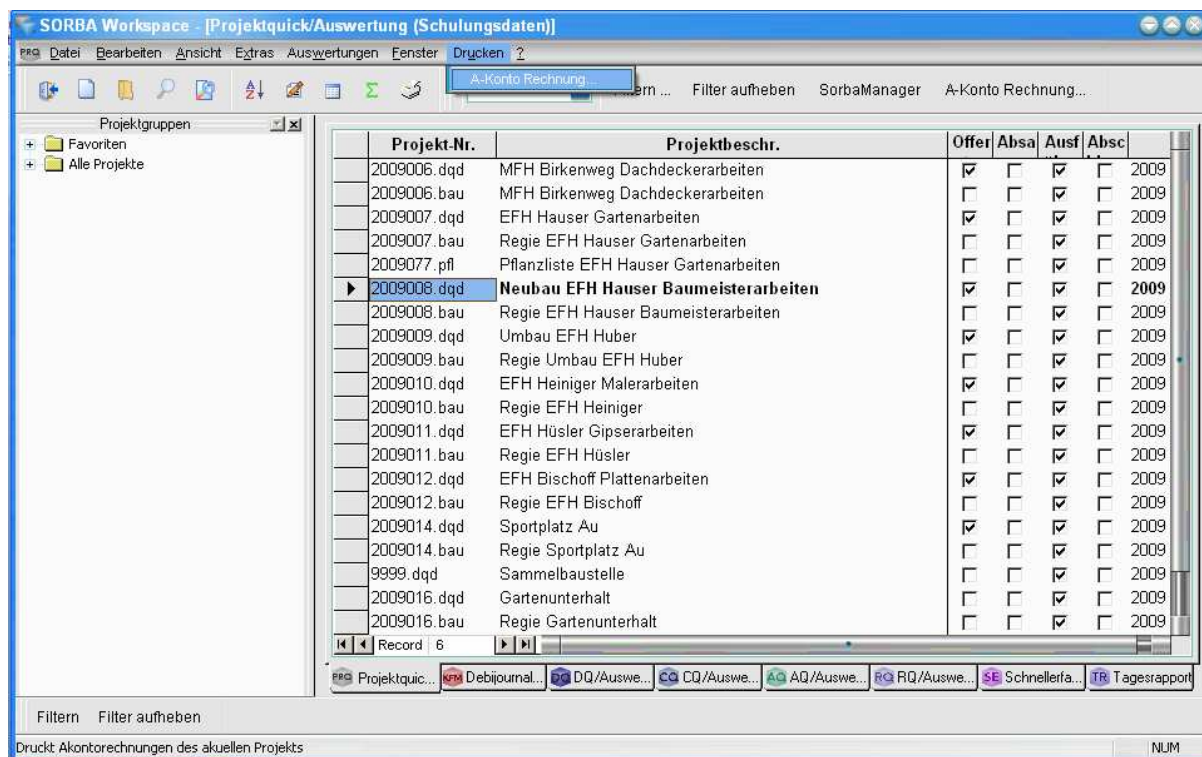 SORBA Workspace - [Projektquick/Auswertung (Schulungsdaten)]
PRQ Datei Bearbeiten Ansicht Extras Auswertungen Fenster Drucken ?
A-Konto Rechnung...
Filter aufheben SorbaManager A-Konto Rechnung...
Projektgruppen
Favoriten
Alle Projekte
Projekt-Nr. Projektbeschr. Offer Absa Ausf Absc
2009006.dqd MFH Birkenweg Dachdeckerarbeiten 2009
2009006.bau MFH Birkenweg Dachdeckerarbeiten 2009
2009007.dqd EFH Hauser Gartenarbeiten 2009
2009007.bau Regie EFH Hauser Gartenarbeiten 2009
2009077.pfl Pflanzliste EFH Hauser Gartenarbeiten 2009
2009008.dqd Neubau EFH Hauser Baumeisterarbeiten 2009
2009008.bau Regie EFH Hauser Baumeisterarbeiten 2009
2009009.dqd Umbau EFH Huber 2009
2009009.bau Regie Umbau EFH Huber 2009
2009010.dqd EFH Heiniger Malerarbeiten 2009
2009010.bau Regie EFH Heiniger 2009
2009011.dqd EFH Hüsler Gipserarbeiten 2009
2009011.bau Regie EFH Hüsler 2009
2009012.dqd EFH Bischoff Plattenarbeiten 2009
2009012.bau Regie EFH Bischoff 2009
2009014.dqd Sportplatz Au 2009
2009014.bau Regie Sportplatz Au 2009
9999.dqd Sammelbaustelle 2009
2009016.dqd Gartenunterhalt 2009
2009016.bau Regie Gartenunterhalt 2009
Record 6
PRQ Projektquic... KFM Debijournal... DQ DQ/Auswe... CQ CQ/Auswe... AQ AQ/Auswe... RQ RQ/Auswe... SE Schnellerfa... TR Tagesrapport
Filtern Filter aufheben
Druckt Akontorechnungen des akuellen Projekts NUM